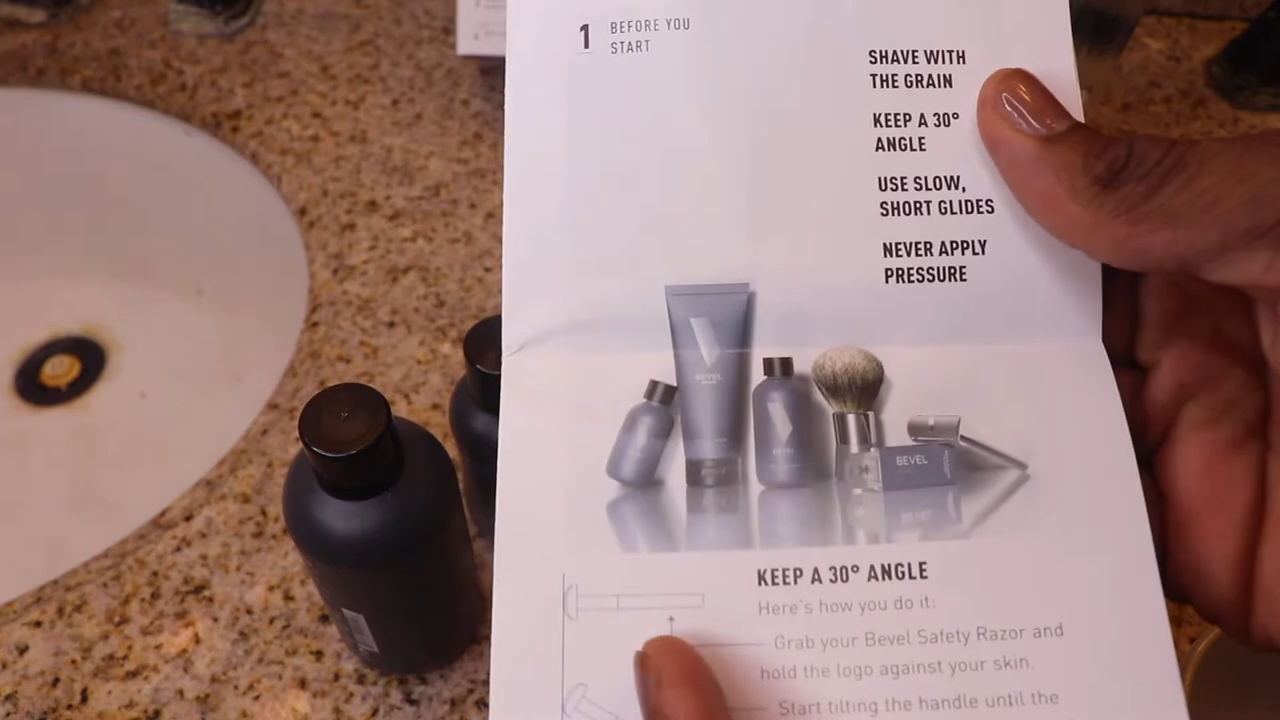 1
BEFORE YOU
START
SHAVE WITH
THE GRAIN
KEEP A 30°
ANGLE
USE SLOW,
SHORT GLIDES
NEVER APPLY
PRESSURE
BEVEL
BEVEL
BEVEL
KEEP A 30° ANGLE
Here's how you do it:
Grab your Bevel Safety Razor and
hold the logo against your skin.
Start tilting the handle until the